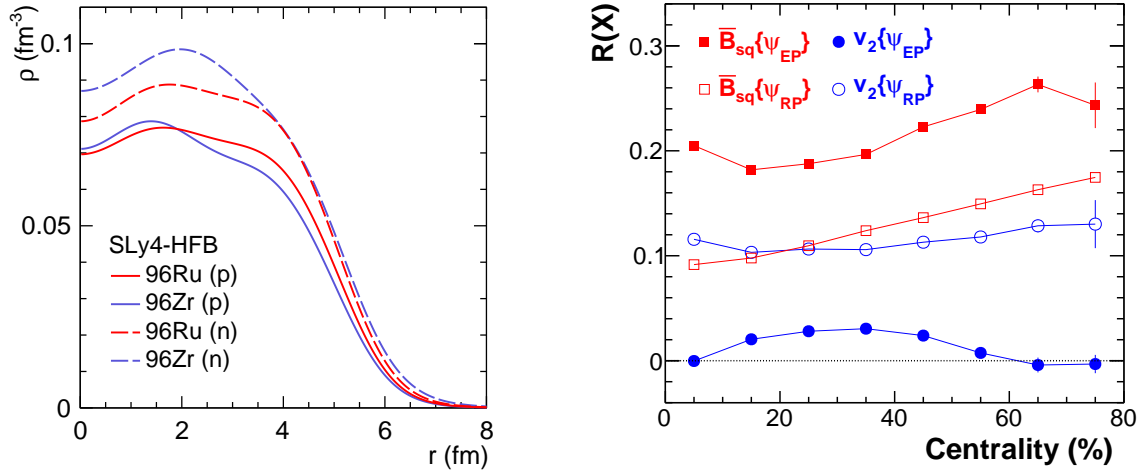 ρ (fm⁻³)
0.1
0.05
0
SLy4-HFB
96Ru (p)
96Zr (p)
96Ru (n)
96Zr (n)
0 2 4 6 8
r (fm)
R(X)
0.3
0.2
0.1
0
B̅sq{ψEP} v2{ψEP}
B̅sq{ψRP} v2{ψRP}
0 20 40 60 80
Centrality (%)